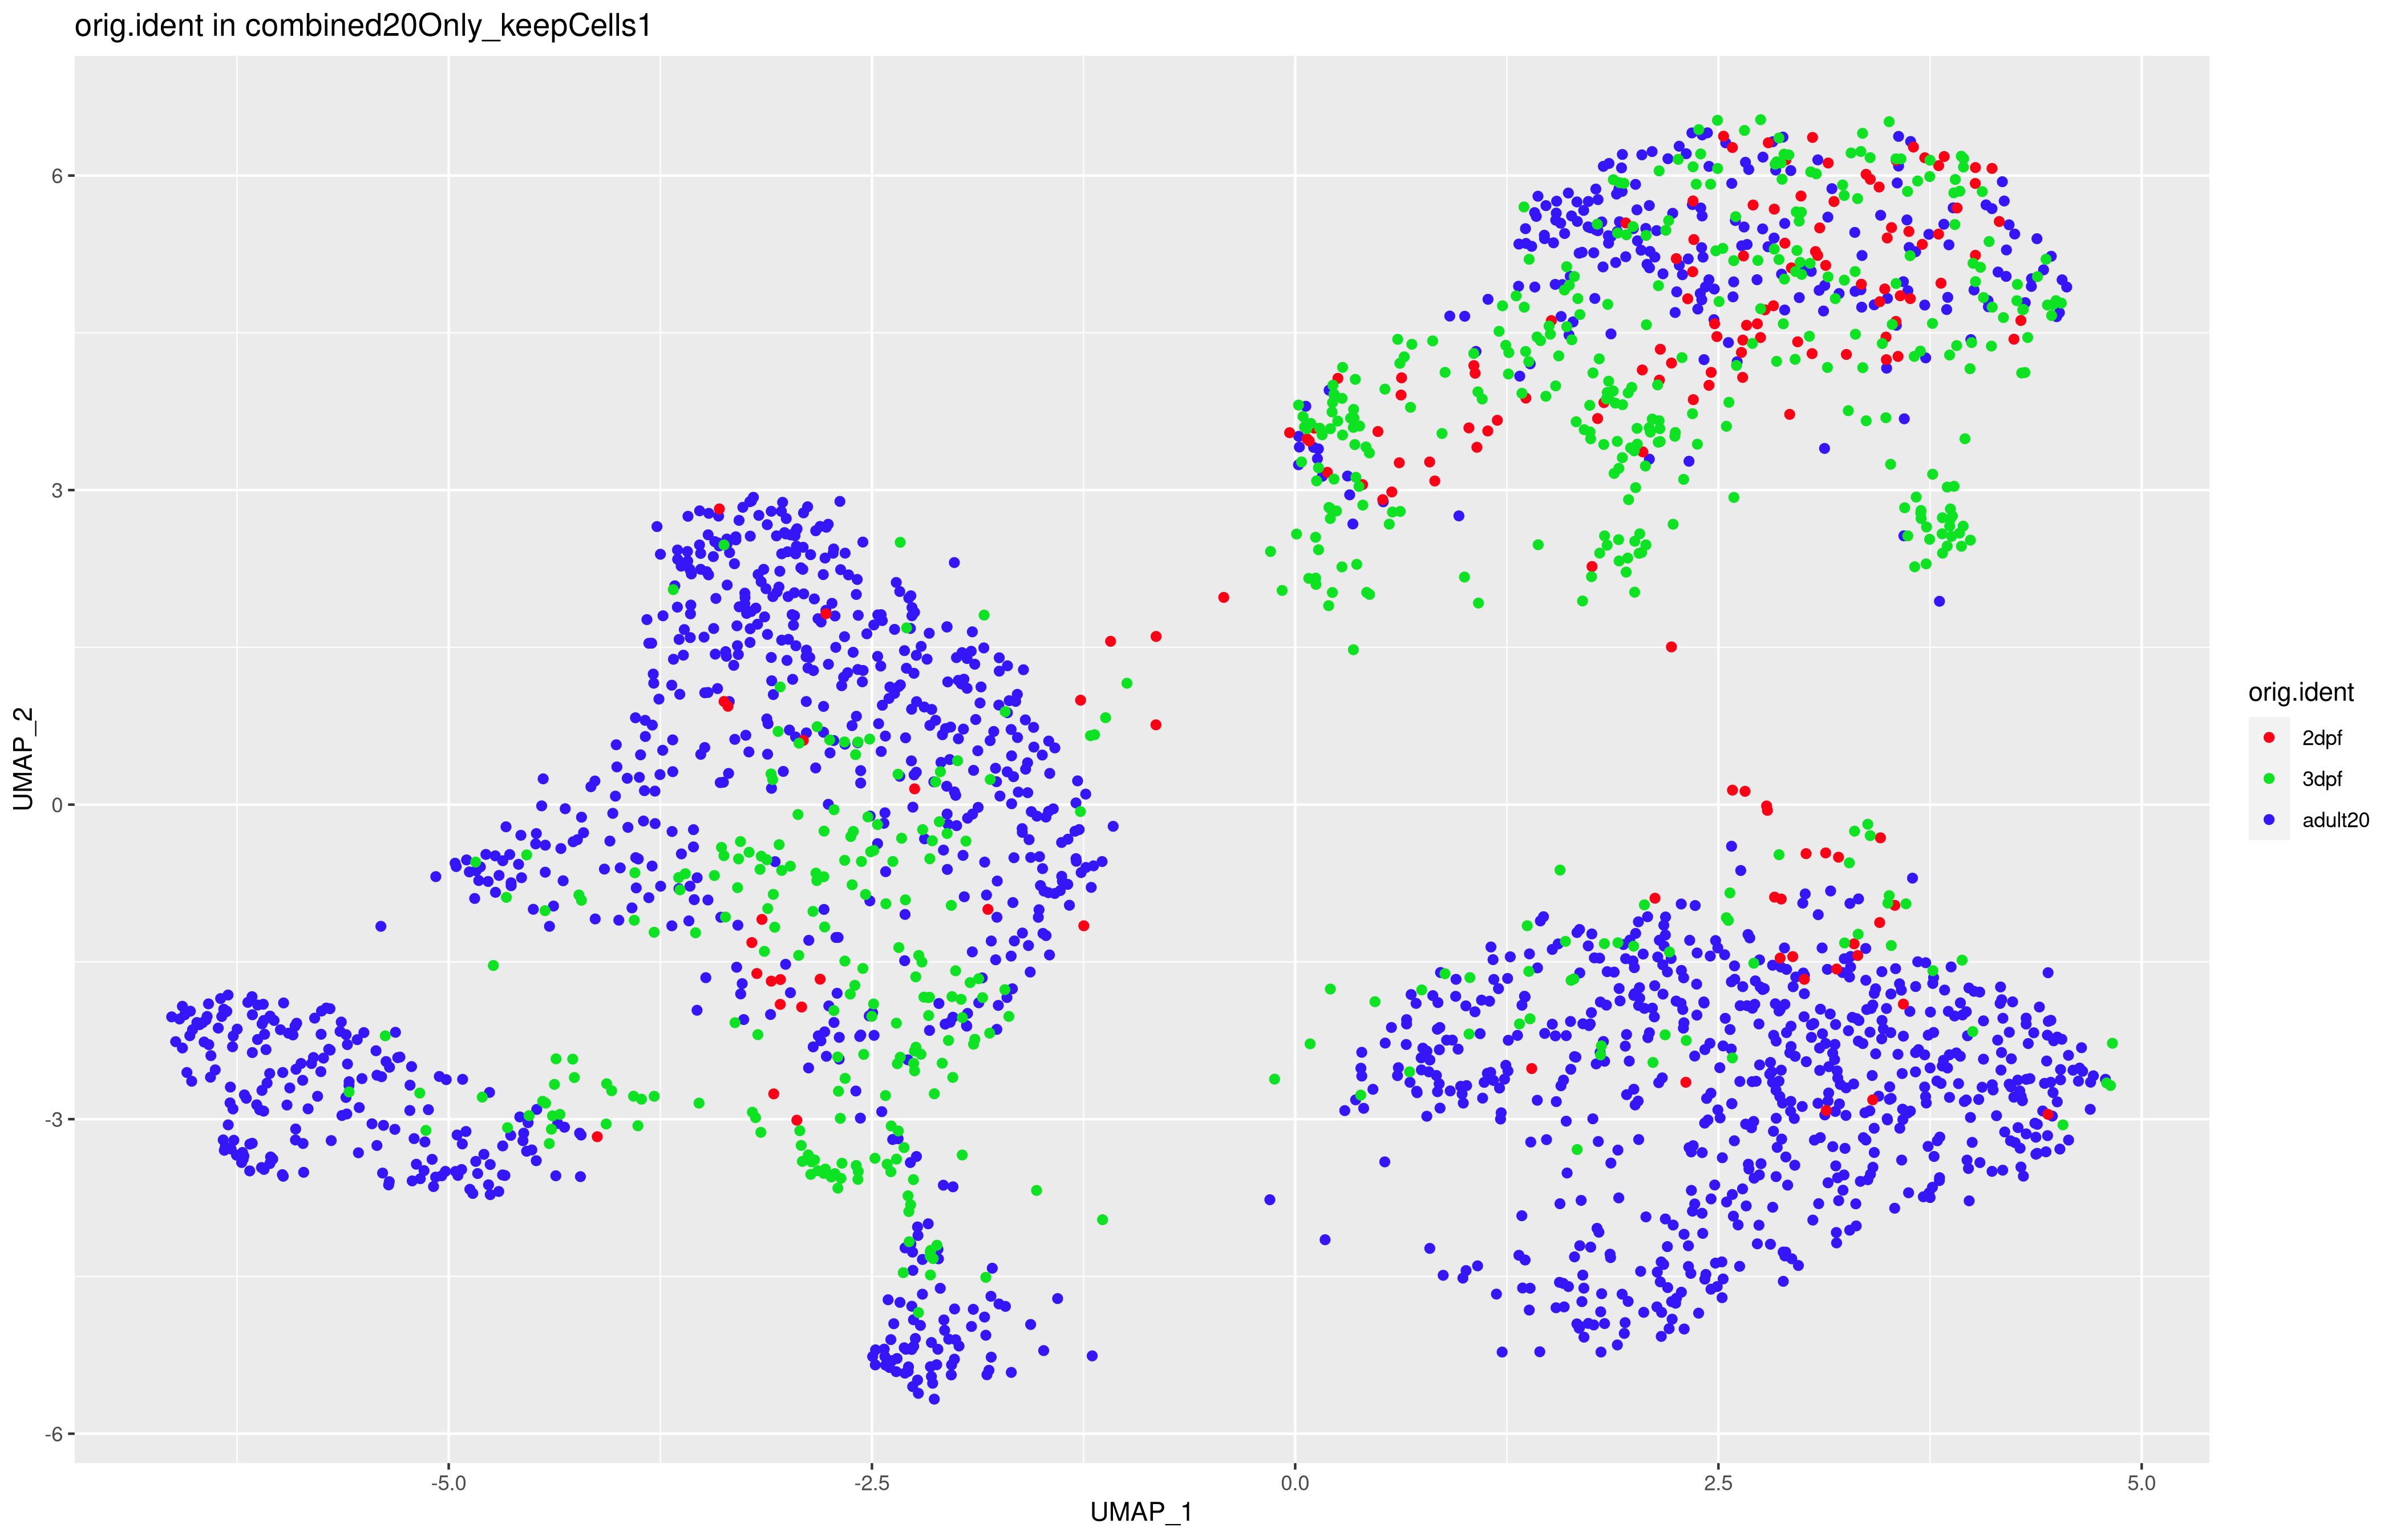 orig.ident in combined20Only_keepCells1
UMAP_2
6
3
0
-3
-6
-5.0
-2.5
0.0
2.5
5.0
UMAP_1
orig.ident
2dpf
3dpf
adult20